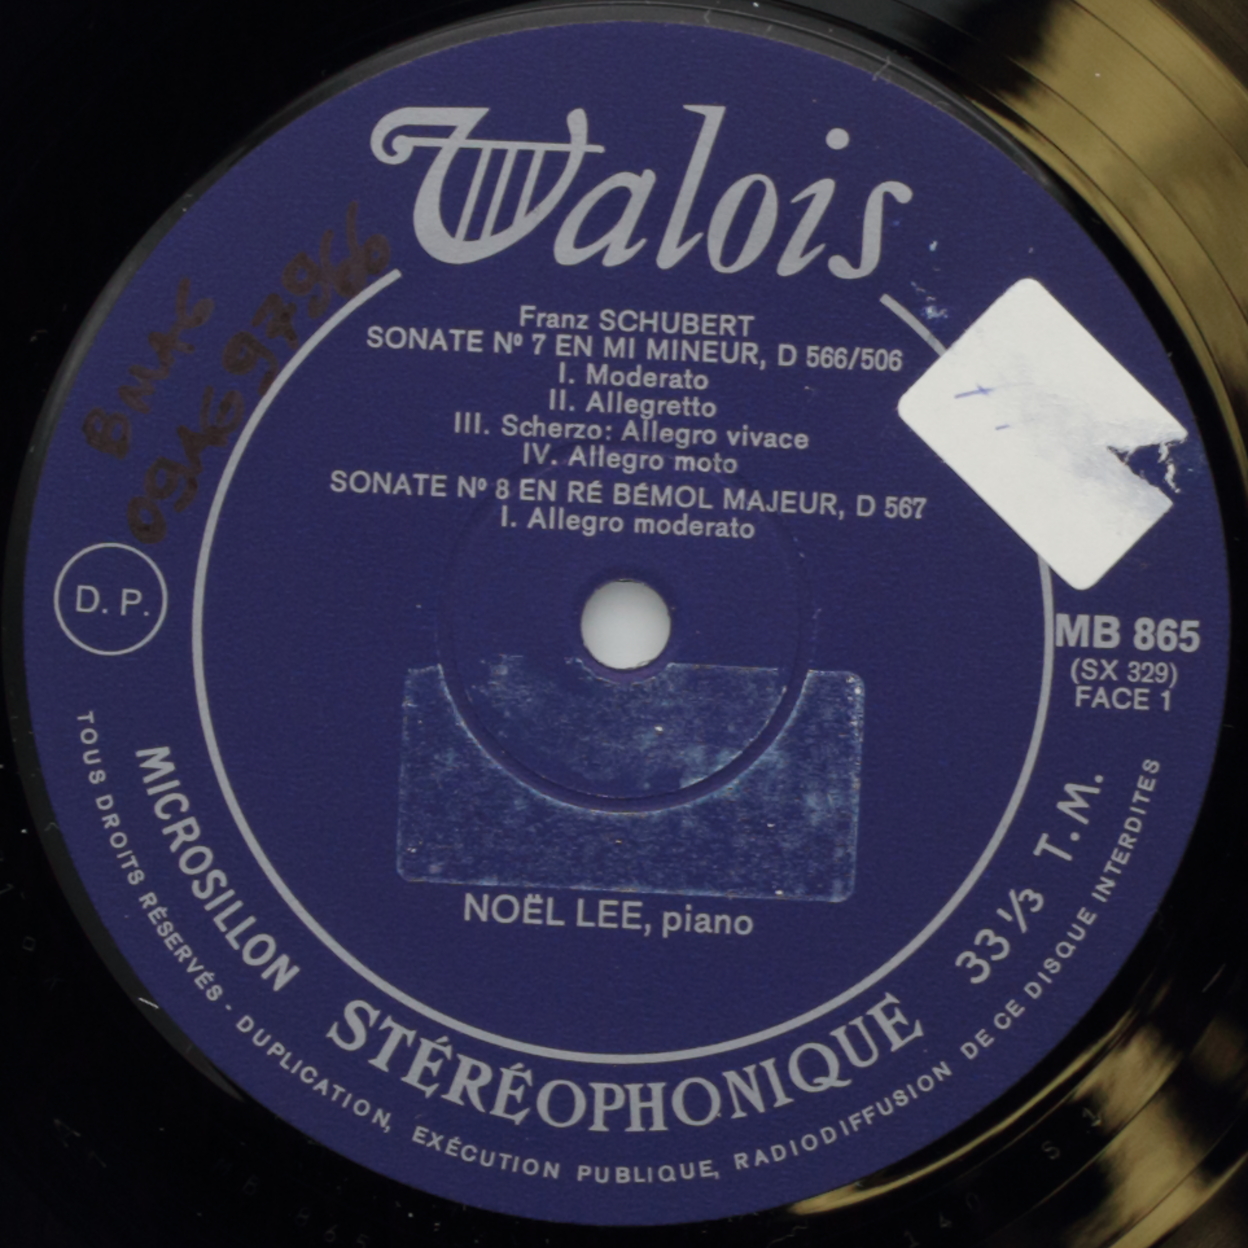 Valois
Franz SCHUBERT
SONATE Nº 7 EN MI MINEUR, D 566/506
I. Moderato
II. Allegretto
III. Scherzo: Allegro vivace
IV. Allegro moto
SONATE Nº 8 EN RÉ BÉMOL MAJEUR, D 567
I. Allegro moderato
D. P.
MB 865
(SX 329)
FACE 1
NOËL LEE, piano
MICROSILLON STÉRÉOPHONIQUE 33 1/3 T.M.
TOUS DROITS RÉSERVÉS - DUPLICATION, EXÉCUTION PUBLIQUE, RADIODIFFUSION DE CE DISQUE INTERDITES